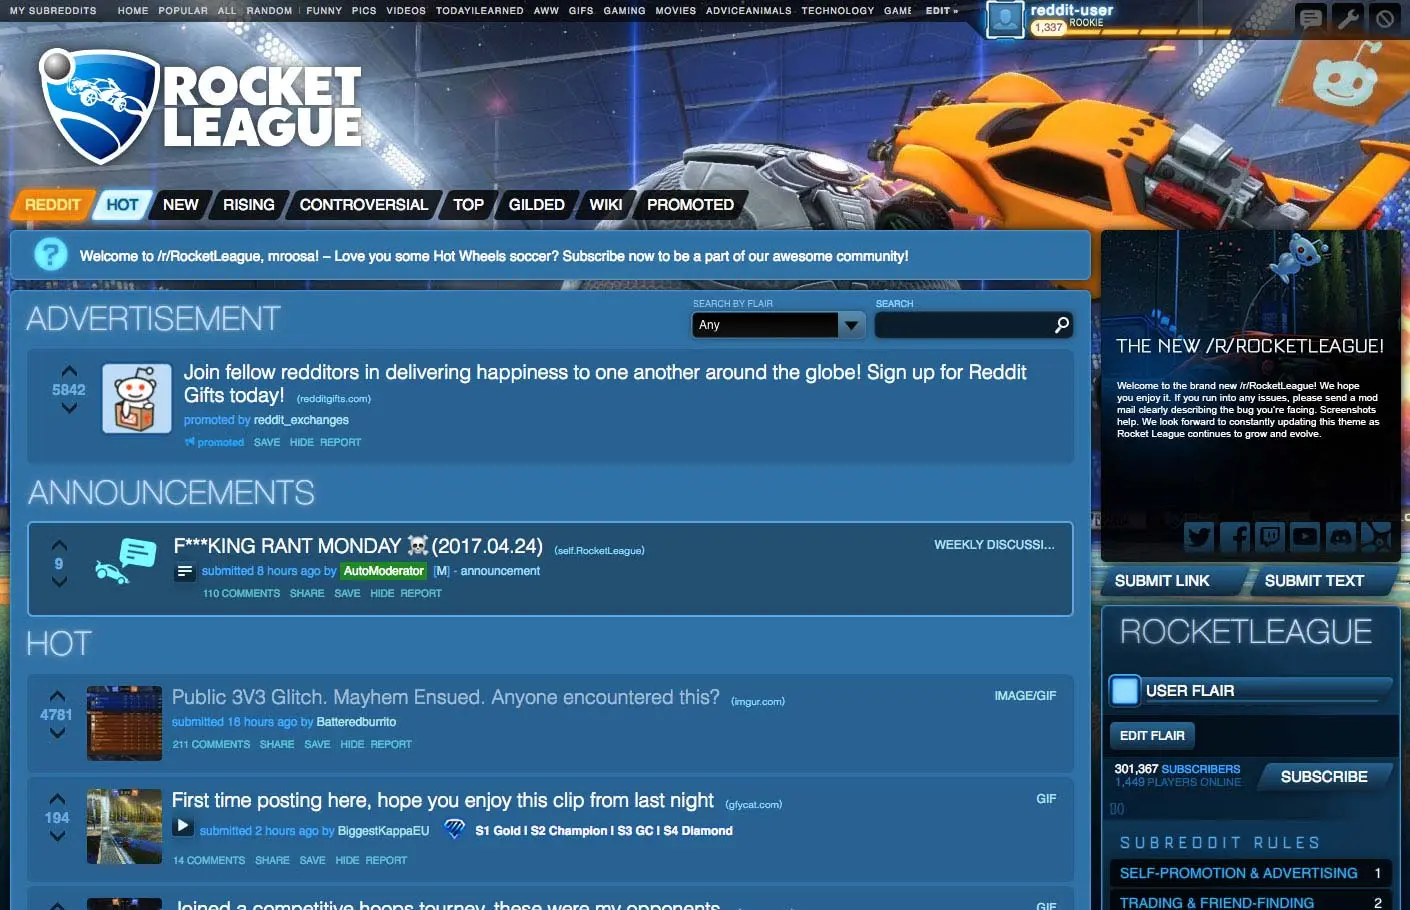 MY SUBREDDITS HOME POPULAR ALL RANDOM | FUNNY PICS VIDEOS TODAYILEARNED AWW GIFS GAMING MOVIES ADVICEANIMALS TECHNOLOGY GAMI EDIT »
reddit-user
1,337 ROOKIE
ROCKET
LEAGUE
REDDIT HOT NEW RISING CONTROVERSIAL TOP GILDED WIKI PROMOTED
? Welcome to /r/RocketLeague, mroosa! – Love you some Hot Wheels soccer? Subscribe now to be a part of our awesome community!
ADVERTISEMENT
SEARCH BY FLAIR SEARCH
Any
5842
Join fellow redditors in delivering happiness to one another around the globe! Sign up for Reddit
Gifts today! (redditgifts.com)
promoted by reddit_exchanges
promoted SAVE HIDE REPORT
ANNOUNCEMENTS
9
F***KING RANT MONDAY ☠(2017.04.24) (self.RocketLeague)
WEEKLY DISCUSSI...
submitted 8 hours ago by AutoModerator [M] - announcement
110 COMMENTS SHARE SAVE HIDE REPORT
HOT
4781
Public 3V3 Glitch. Mayhem Ensued. Anyone encountered this? (imgur.com)
IMAGE/GIF
submitted 16 hours ago by Batteredburrito
211 COMMENTS SHARE SAVE HIDE REPORT
194
First time posting here, hope you enjoy this clip from last night (gfycat.com)
GIF
submitted 2 hours ago by BiggestKappaEU S1 Gold I S2 Champion I S3 GC I S4 Diamond
14 COMMENTS SHARE SAVE HIDE REPORT
Joined a competitive hoops tourney, these were my opponents
GIF
THE NEW /R/ROCKETLEAGUE!
Welcome to the brand new /r/RocketLeague! We hope
you enjoy it. If you run into any issues, please send a mod
mail clearly describing the bug you're facing. Screenshots
help. We look forward to constantly updating this theme as
Rocket League continues to grow and evolve.
SUBMIT LINK SUBMIT TEXT
ROCKETLEAGUE
USER FLAIR
EDIT FLAIR
301,367 SUBSCRIBERS
1,449 PLAYERS ONLINE
SUBSCRIBE
SUBREDDIT RULES
SELF-PROMOTION & ADVERTISING 1
TRADING & FRIEND-FINDING 2